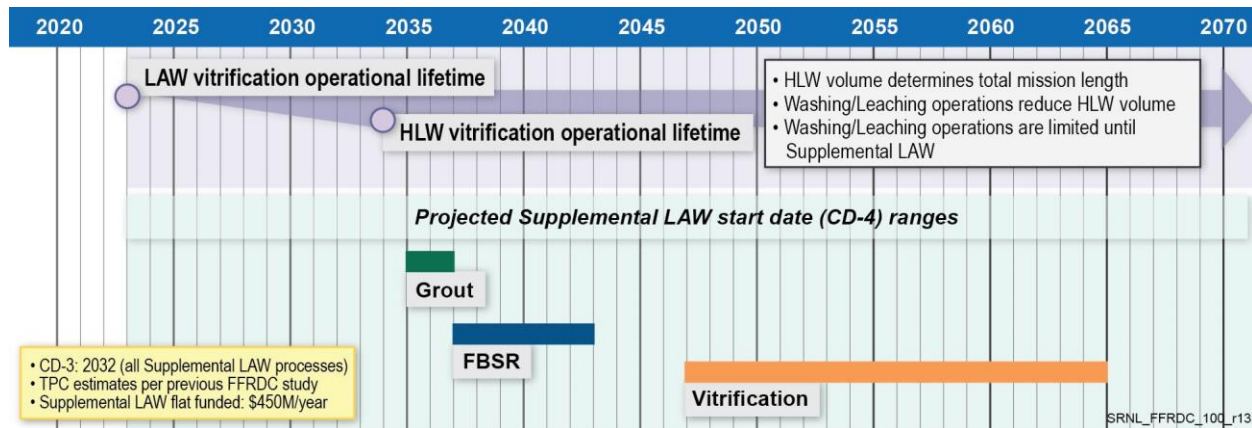 2020 2025 2030 2035 2040 2045 2050 2055 2060 2065 2070
LAW vitrification operational lifetime
HLW vitrification operational lifetime
• HLW volume determines total mission length
• Washing/Leaching operations reduce HLW volume
• Washing/Leaching operations are limited until
Supplemental LAW
Projected Supplemental LAW start date (CD-4) ranges
Grout
FBSR
Vitrification
• CD-3: 2032 (all Supplemental LAW processes)
• TPC estimates per previous FFRDC study
• Supplemental LAW flat funded: $450M/year
SRNL_FFRDC_100_r13